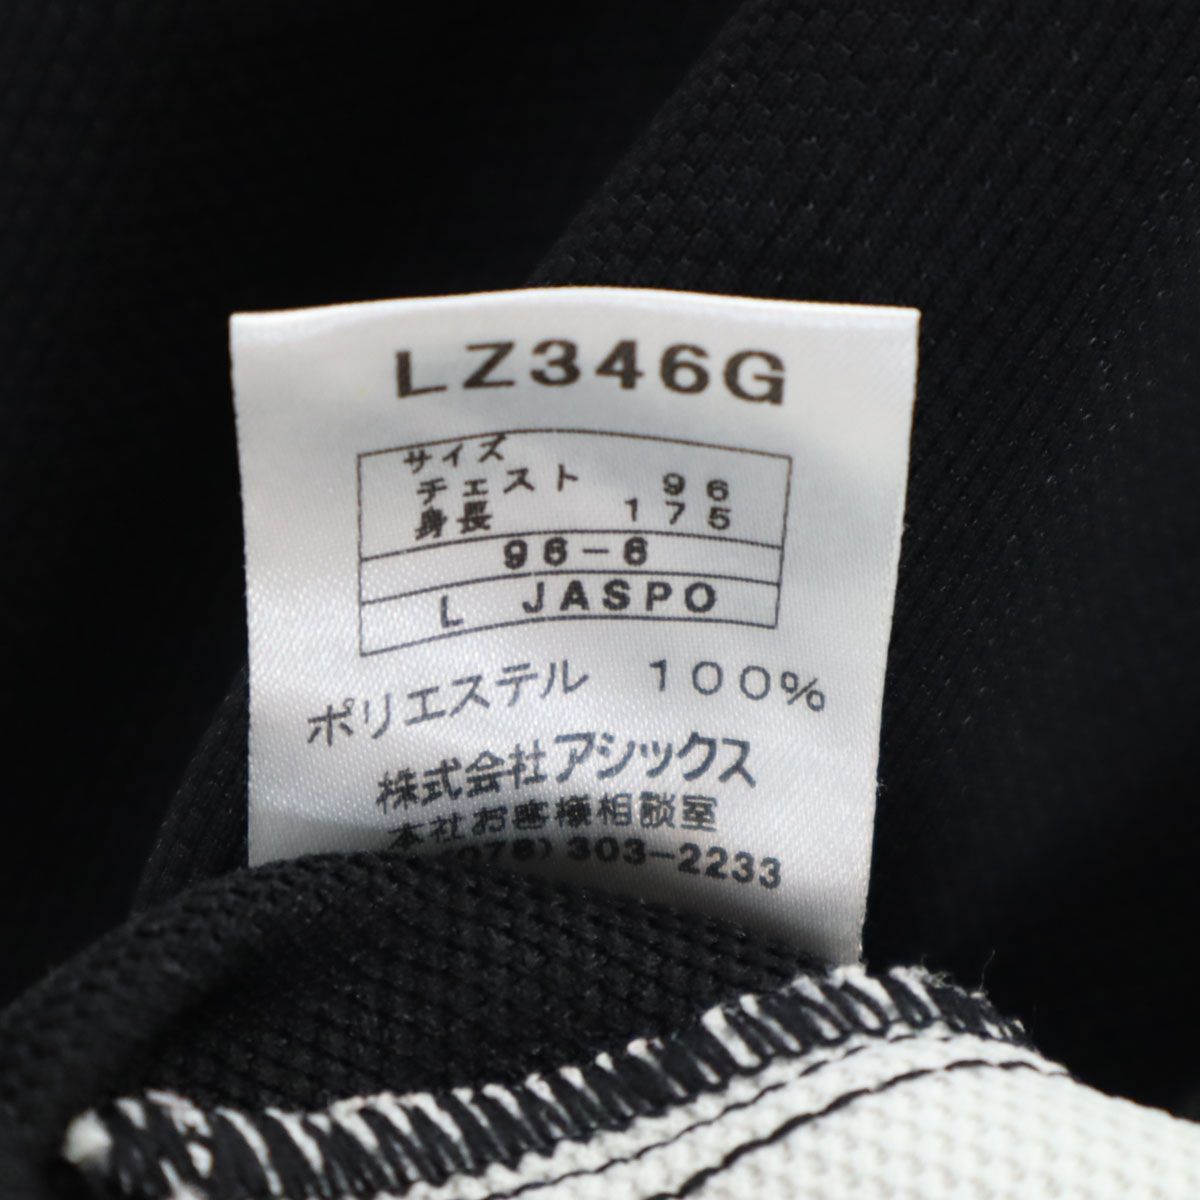 LZ346G
サイズ
チェスト 96
身長 175
96-6
L JASPO
ポリエステル 100%
株式会社アシックス
本社お客様相談室
(078)303-2233